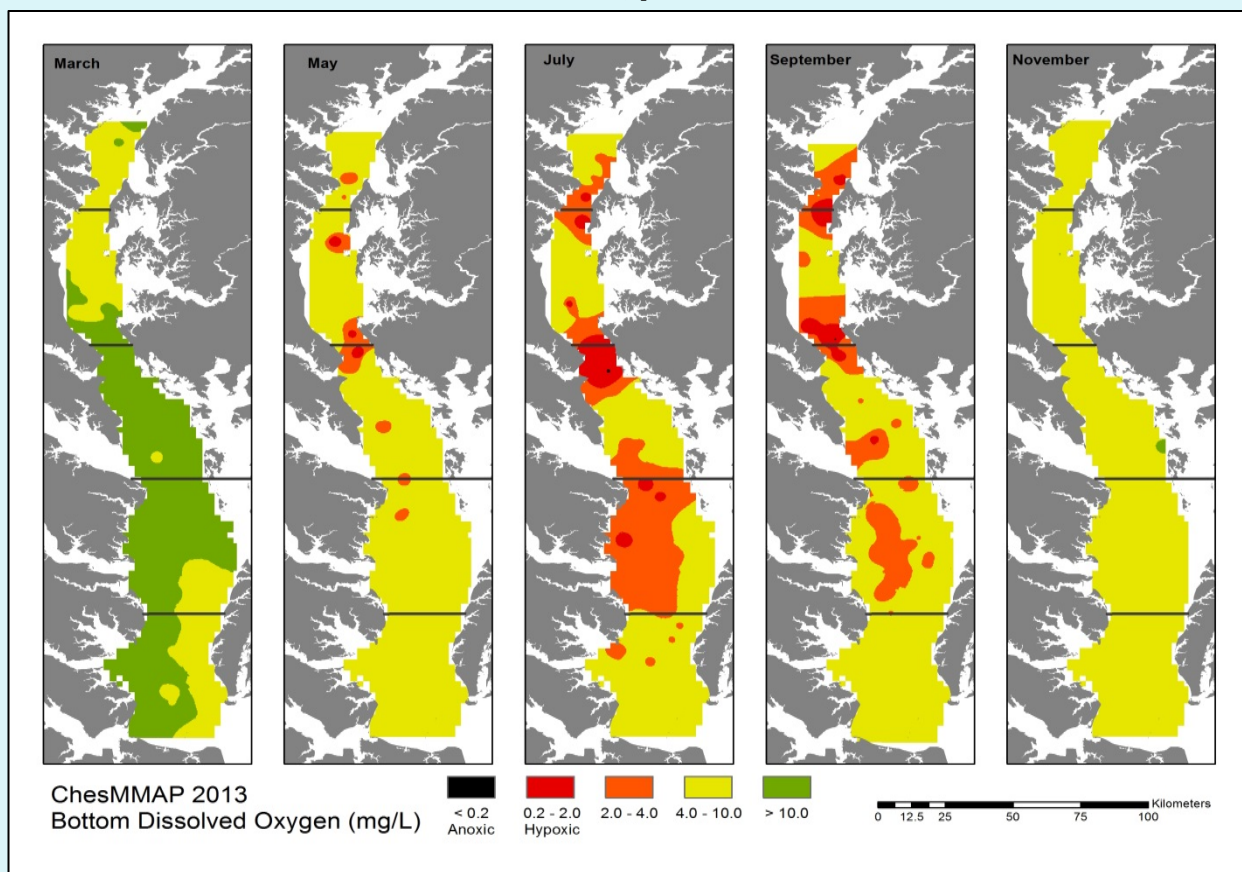 March
May
July
September
November
ChesMMAP 2013
Bottom Dissolved Oxygen (mg/L)
< 0.2
Anoxic
0.2 - 2.0
Hypoxic
2.0 - 4.0
4.0 - 10.0
> 10.0
Kilometers
0 12.5 25 50 75 100